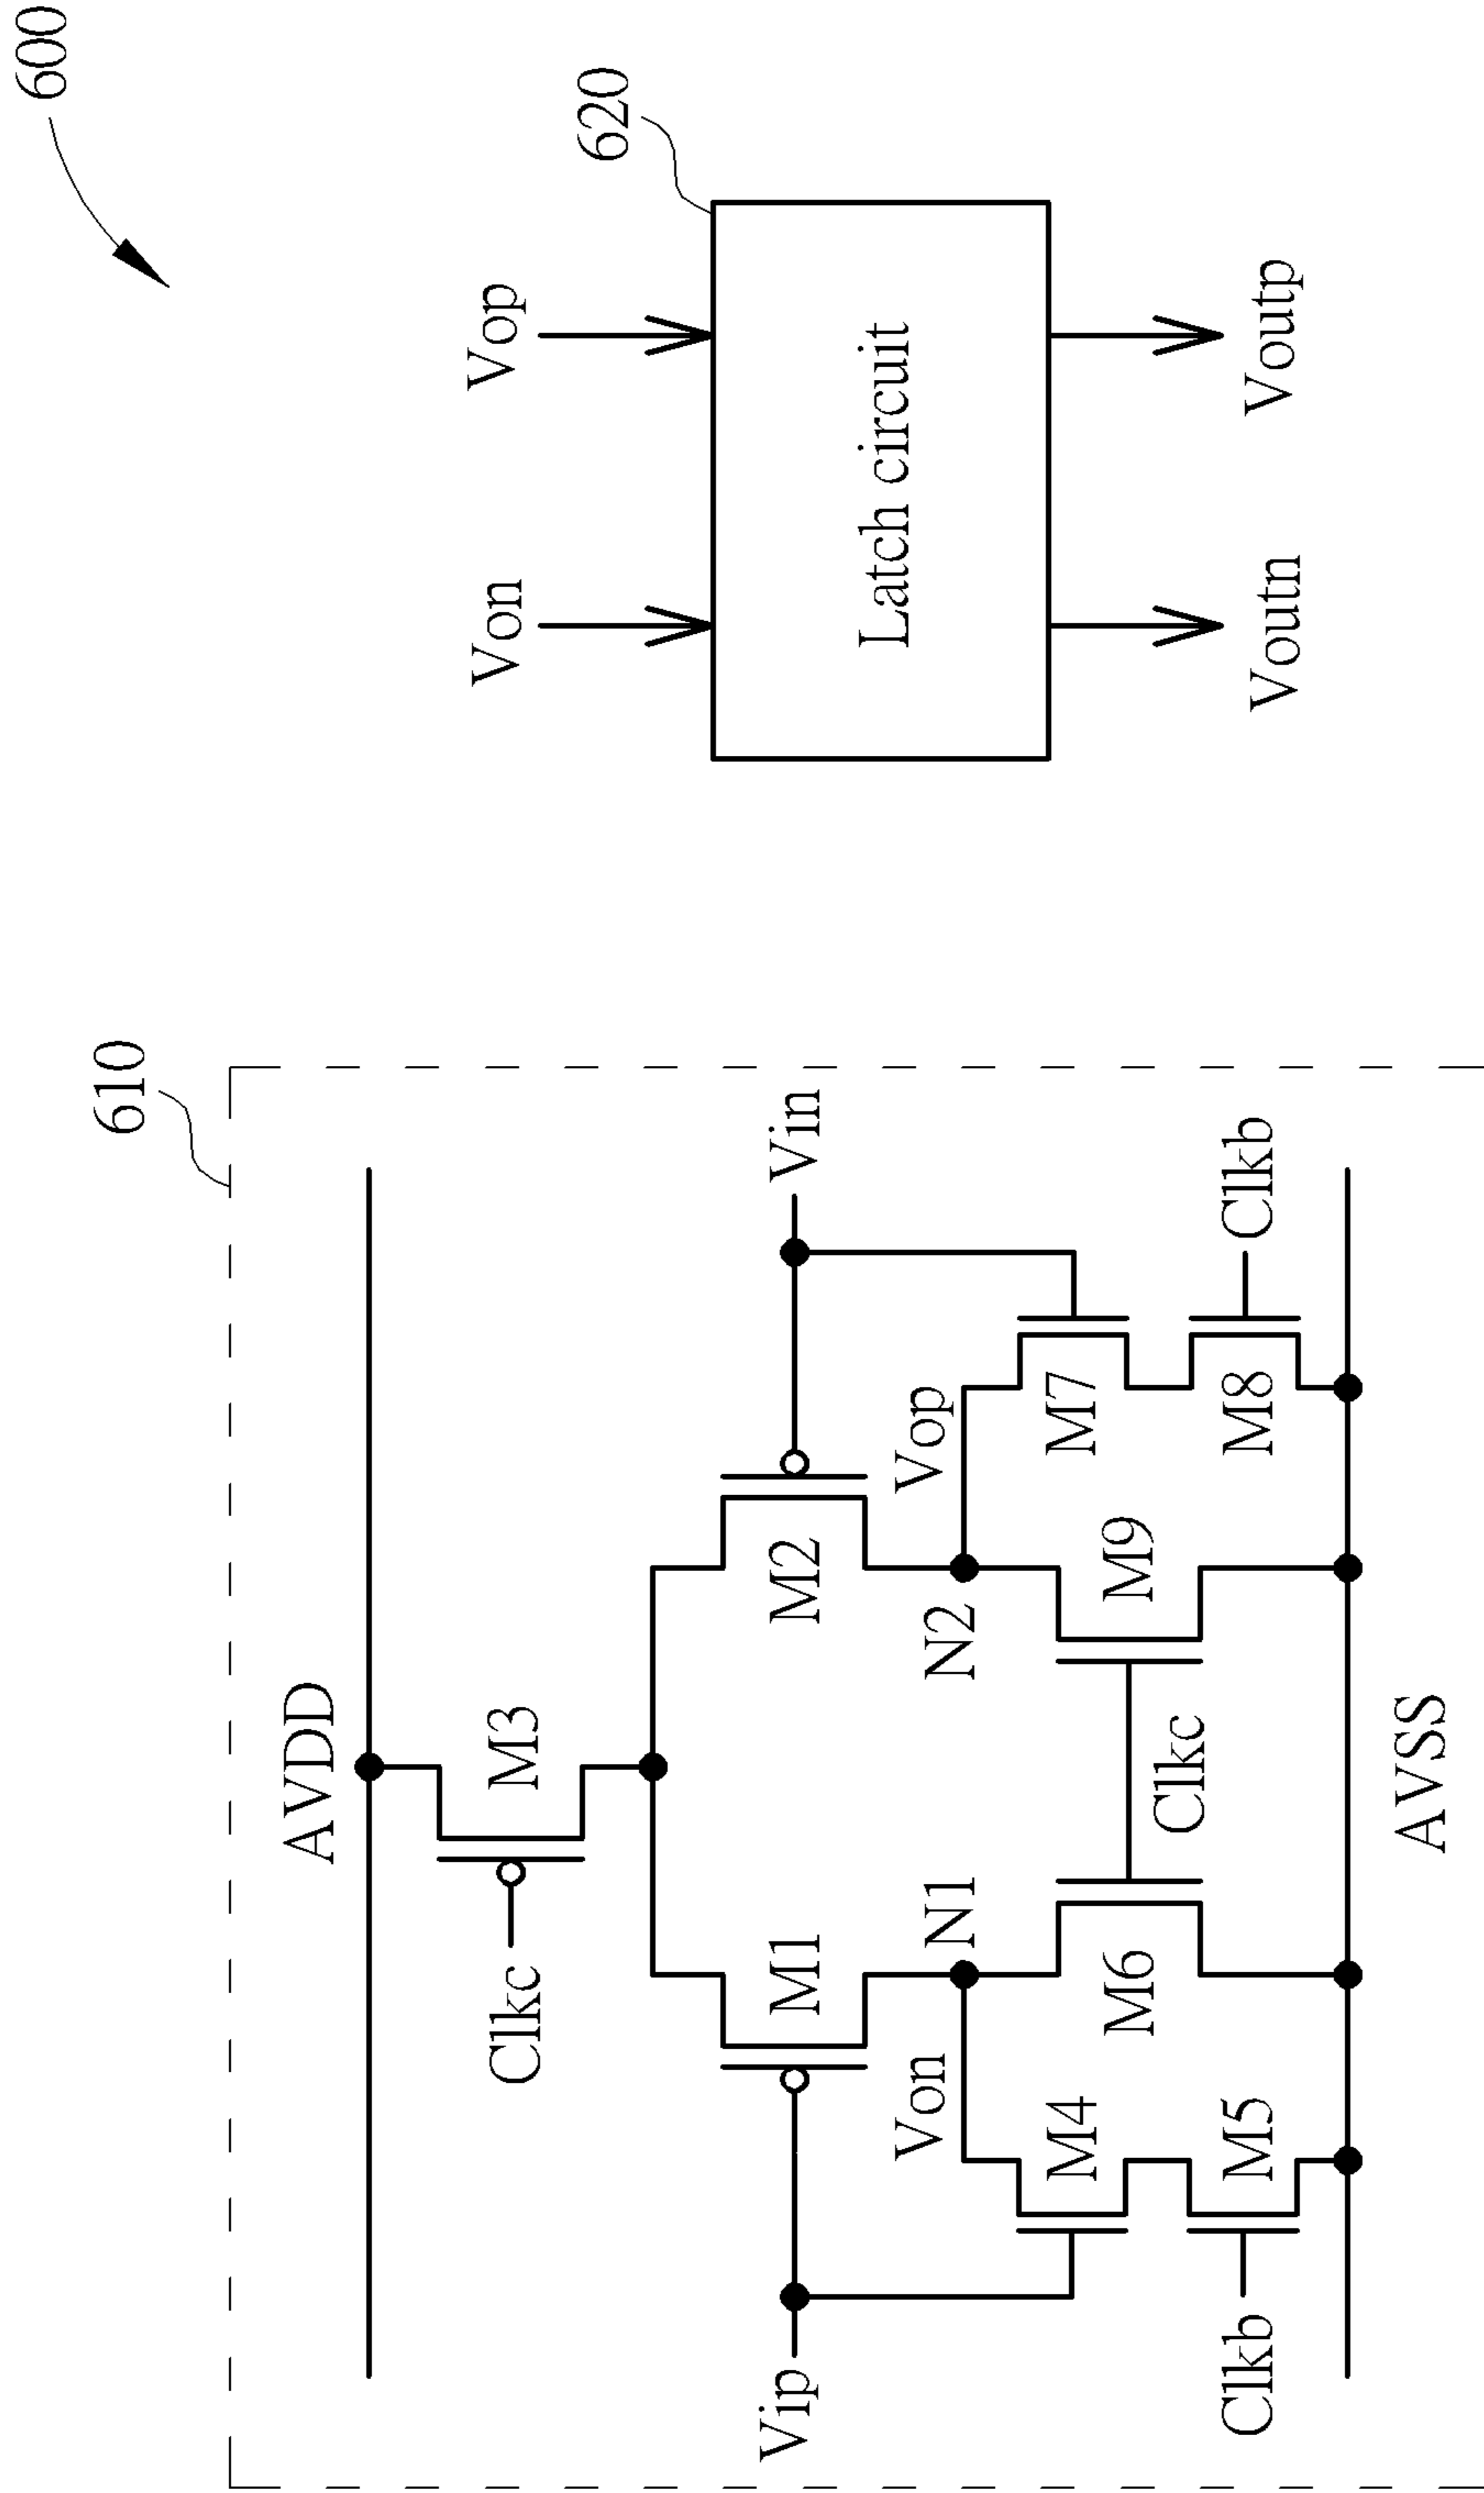 600
610
AVDD
Clkc
M3
Vip
M1
M2
Vin
Von
N1
N2
Vop
M4
M6
Clkc
M9
M7
Clkb
M5
M8
Clkb
AVSS
620
Von
Vop
Latch circuit
Voutn
Voutp